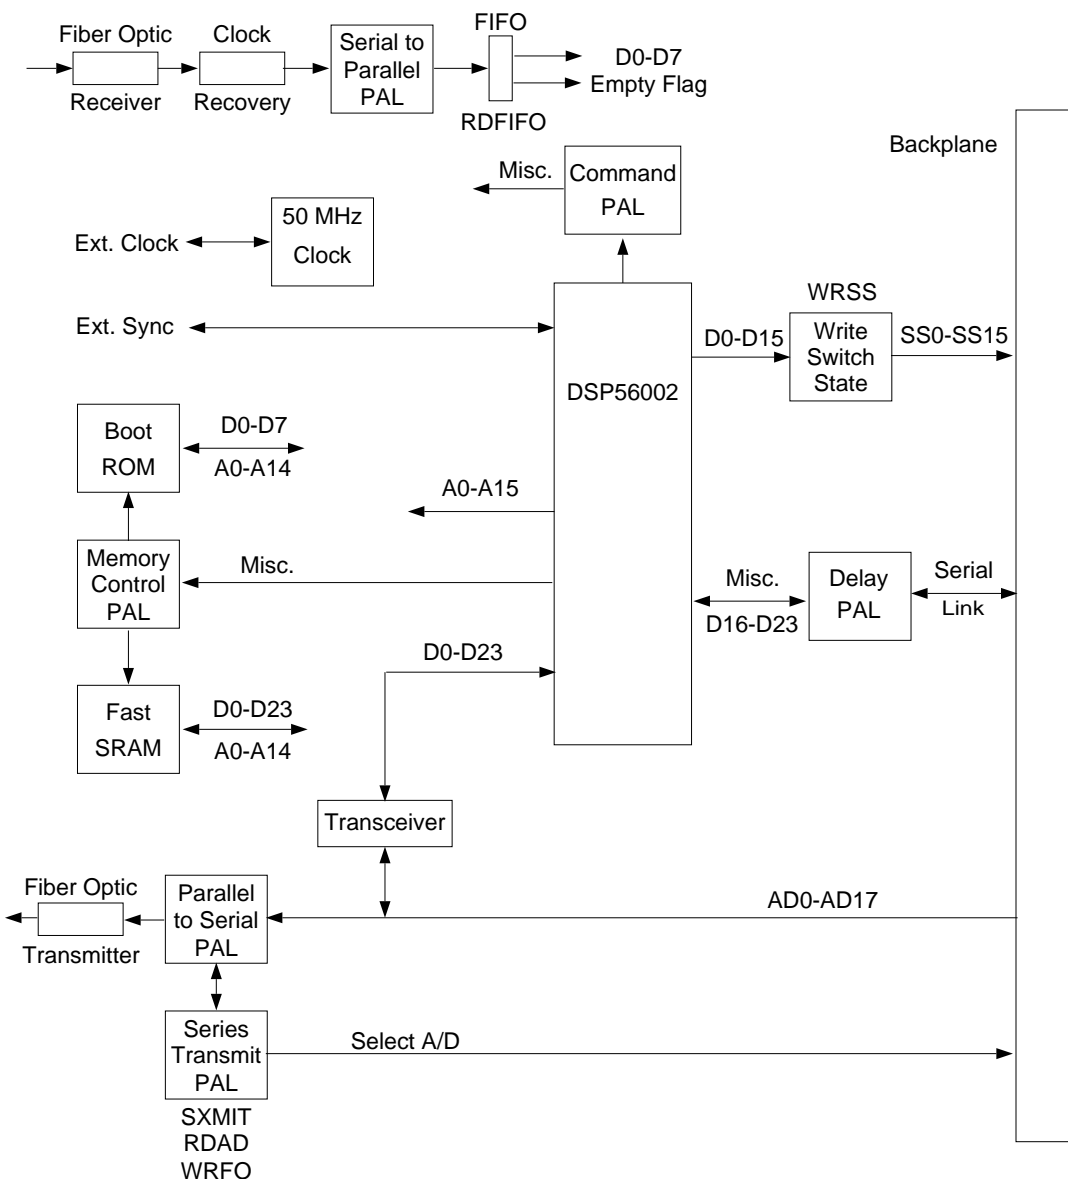 FIFO
Fiber Optic
Clock
Serial to
Parallel
PAL
D0-D7
Empty Flag
Receiver
Recovery
RDFIFO
Backplane
Misc.
Command
PAL
50 MHz
Clock
Ext. Clock
WRSS
Ext. Sync
D0-D15
Write
Switch
State
SS0-SS15
DSP56002
Boot
ROM
D0-D7
A0-A14
A0-A15
Memory
Control
PAL
Misc.
Misc.
D16-D23
Delay
PAL
Serial
Link
D0-D23
Fast
SRAM
D0-D23
A0-A14
Transceiver
Fiber Optic
Transmitter
Parallel
to Serial
PAL
AD0-AD17
Series
Transmit
PAL
Select A/D
SXMIT
RDAD
WRFO